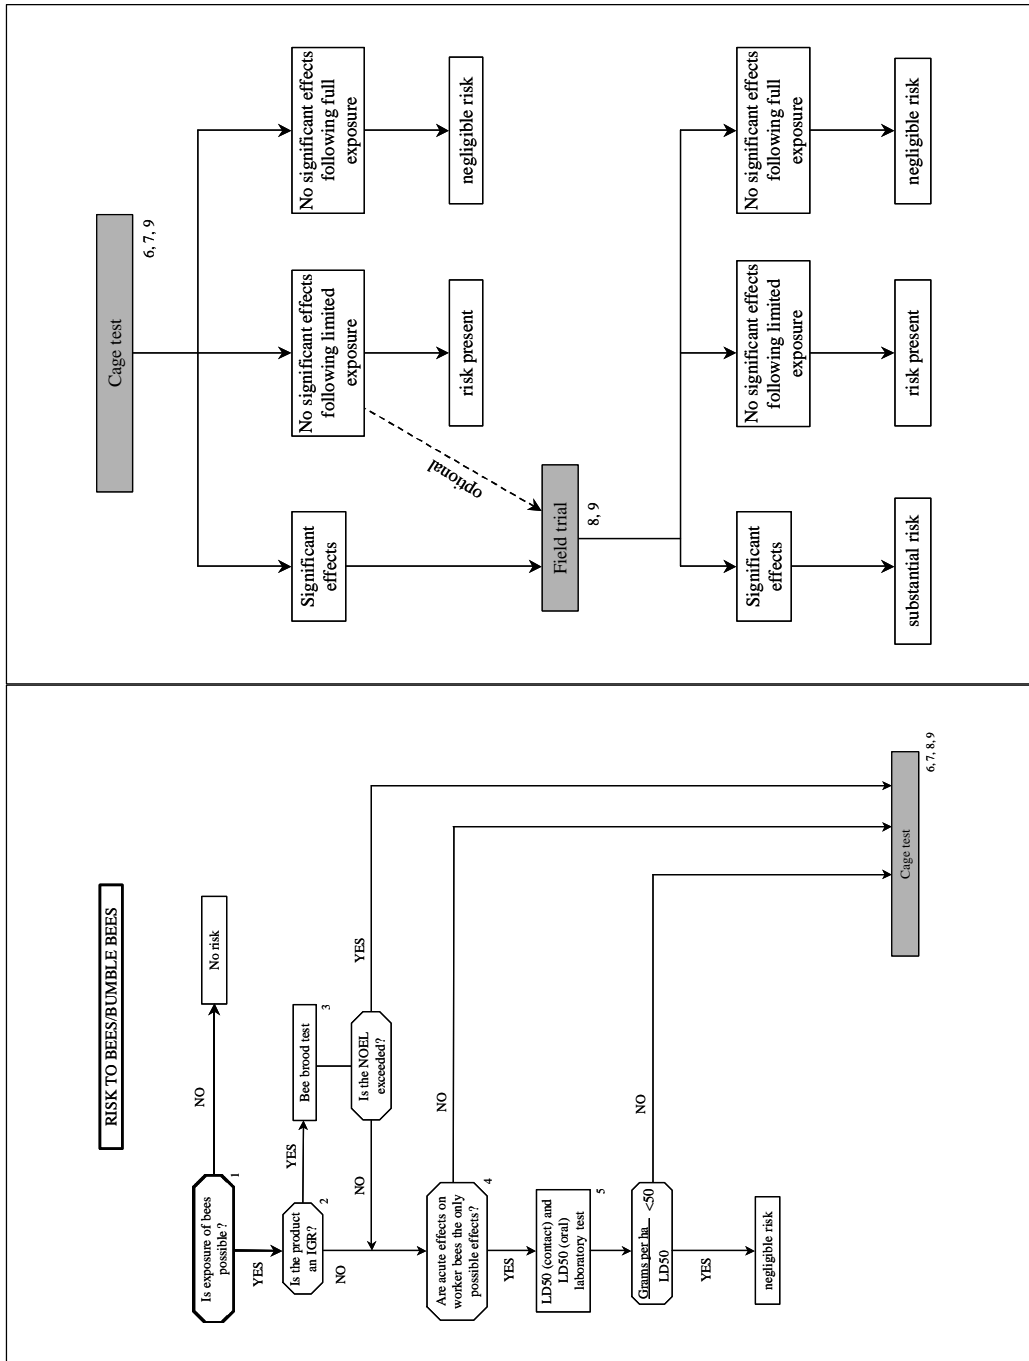 RISK TO BEES/BUMBLE BEES
Is exposure of bees
possible ?
1
NO
No risk
YES
Is the product
an IGR?
2
YES
Bee brood test
3
NO
Is the NOEL
exceeded?
NO
YES
Are acute effects on
worker bees the only
possible effects?
4
NO
YES
LD50 (contact) and
LD50 (oral)
laboratory test
5
Grams per ha <50
LD50
NO
YES
negligible risk
Cage test
6, 7, 8, 9
Cage test
6, 7, 9
Significant
effects
No significant effects
following limited
exposure
No significant effects
following full
exposure
optional
risk present
negligible risk
Field trial
8, 9
Significant
effects
No significant effects
following limited
exposure
No significant effects
following full
exposure
substantial risk
risk present
negligible risk